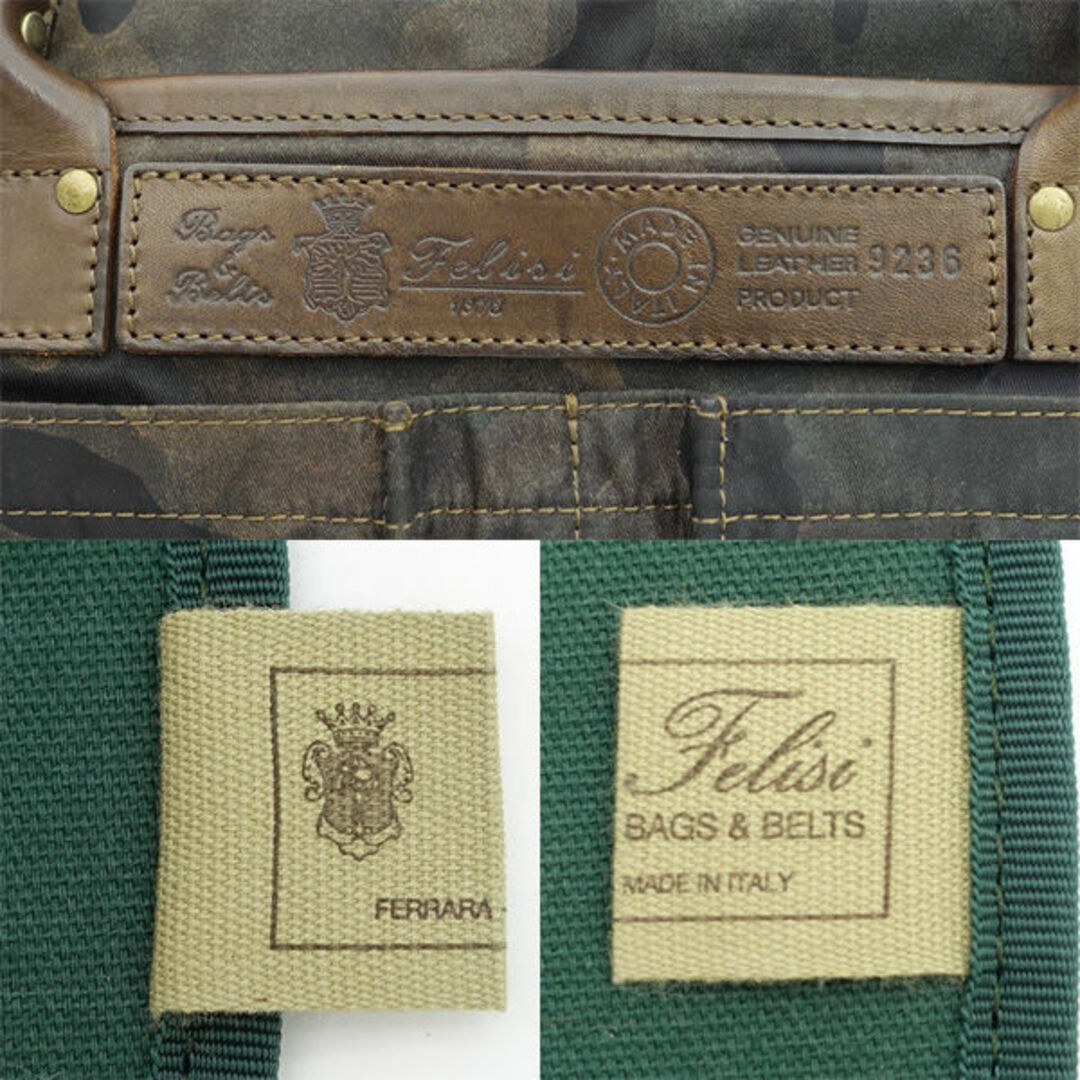 Bags
&
Belts
Felisi
1973
MADE IN ITALY
GENUINE
LEATHER 9236
PRODUCT
FERRARA -
Felisi
BAGS & BELTS
MADE IN ITALY